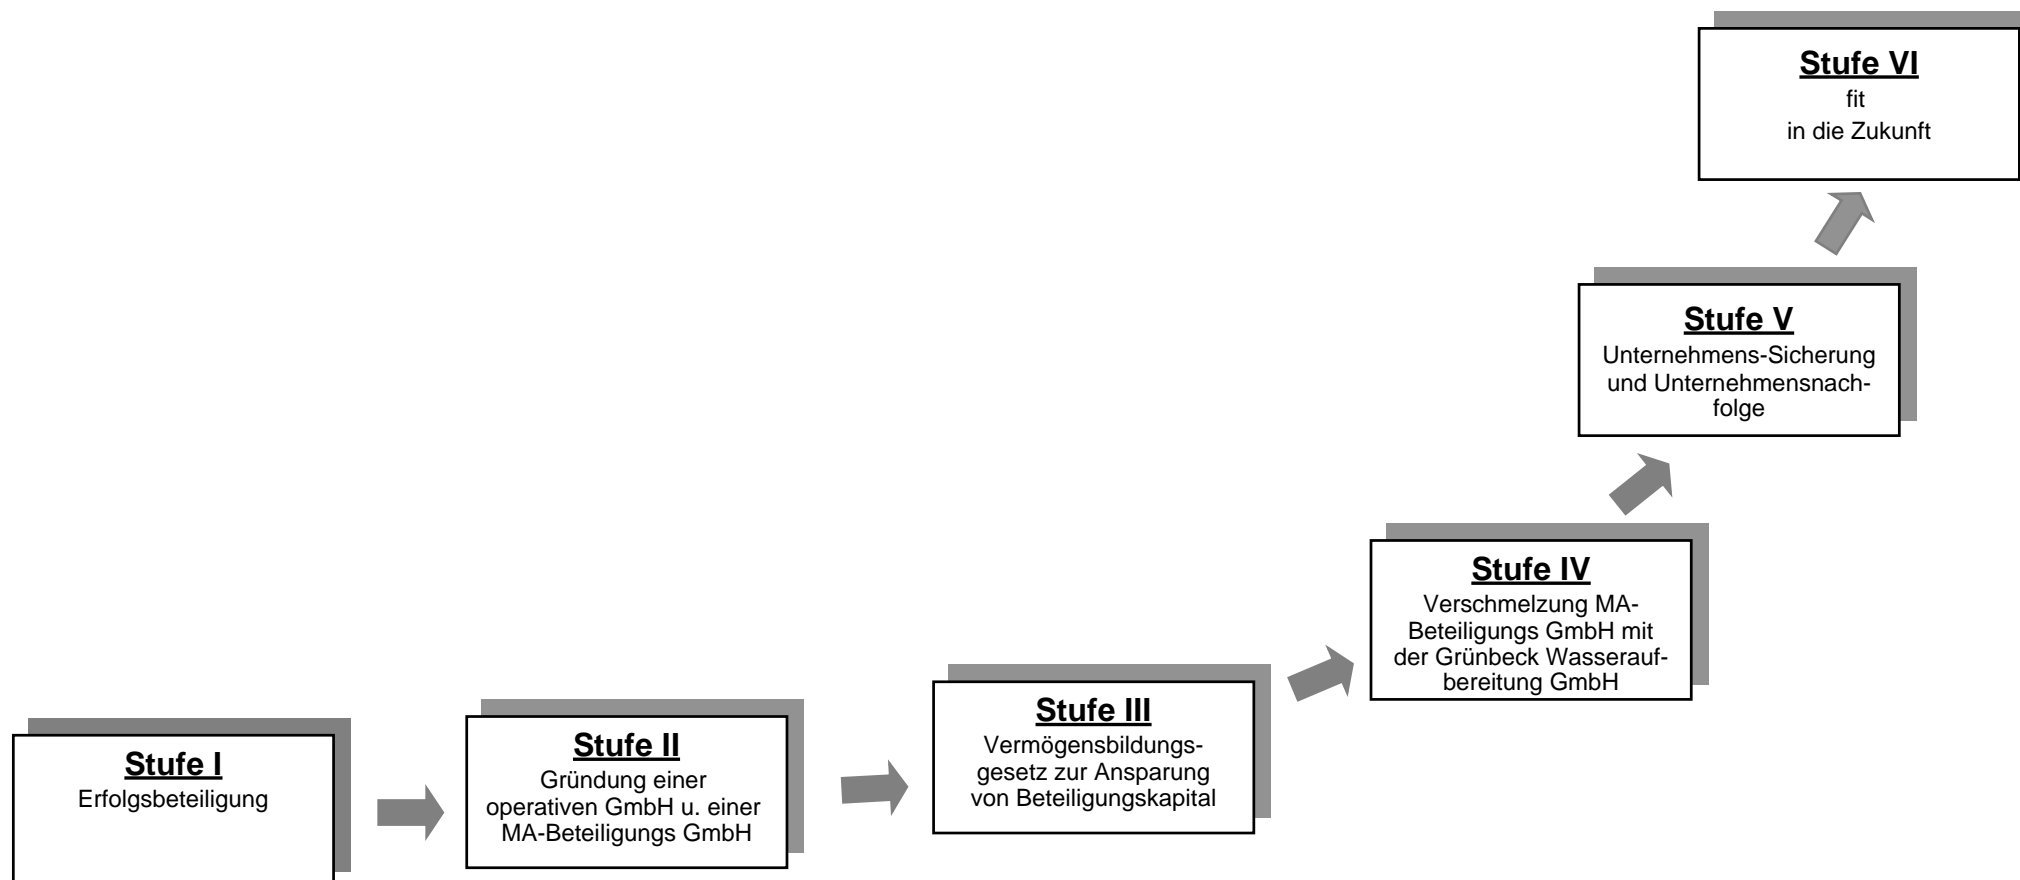 Stufe I
Erfolgsbeteiligung
Stufe II
Gründung einer
operativen GmbH u. einer
MA-Beteiligungs GmbH
Stufe III
Vermögensbildungs-
gesetz zur Ansparung
von Beteiligungskapital
Stufe IV
Verschmelzung MA-
Beteiligungs GmbH mit
der Grünbeck Wasserauf-
bereitung GmbH
Stufe V
Unternehmens-Sicherung
und Unternehmensnach-
folge
Stufe VI
fit
in die Zukunft